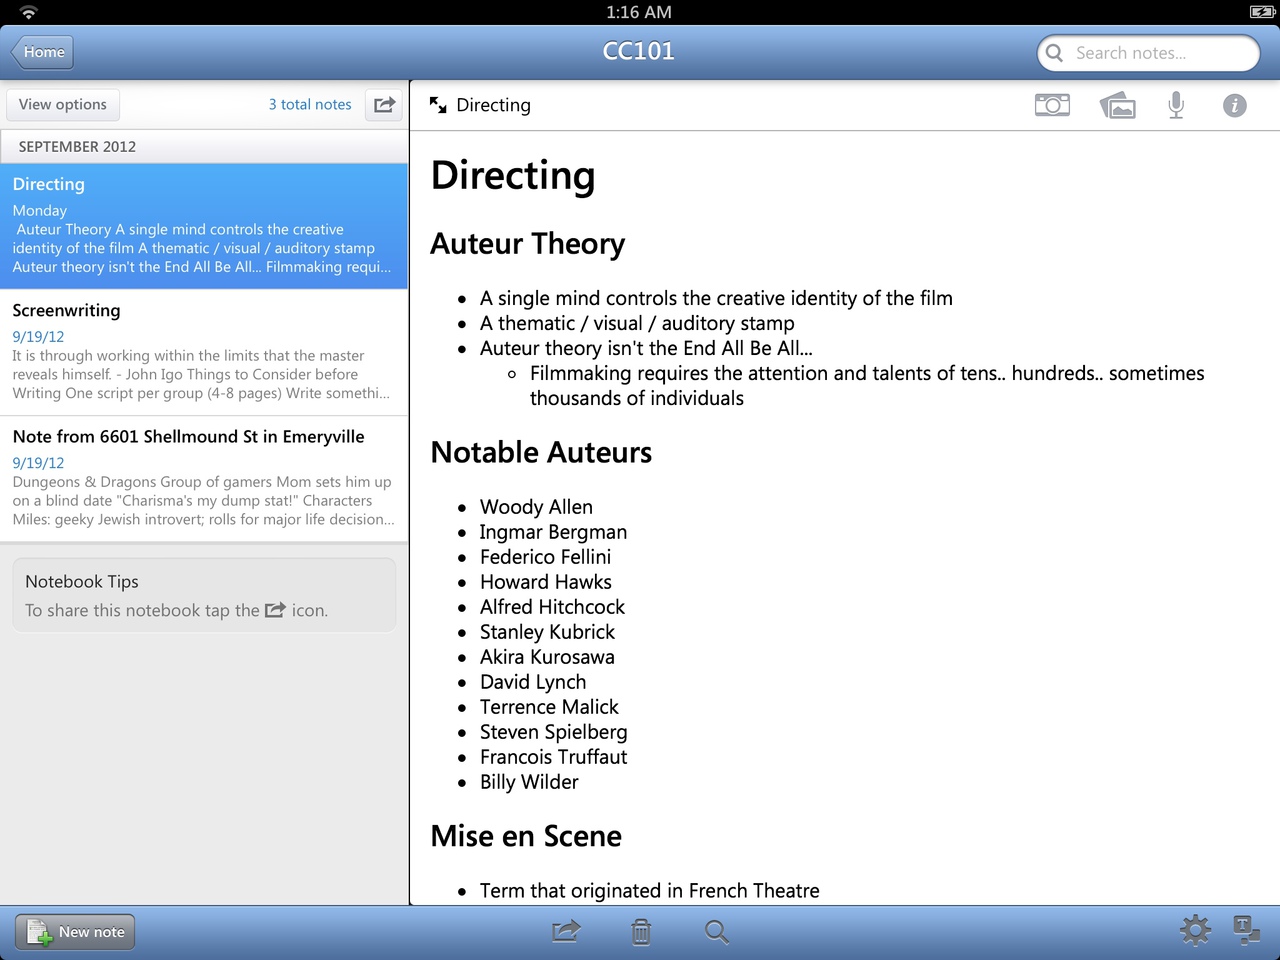 1:16 AM
Home
CC101
Search notes...
View options
3 total notes
SEPTEMBER 2012
Directing
Monday
Auteur Theory A single mind controls the creative
identity of the film A thematic / visual / auditory stamp
Auteur theory isn't the End All Be All... Filmmaking requi...
Screenwriting
9/19/12
It is through working within the limits that the master
reveals himself. - John Igo Things to Consider before
Writing One script per group (4-8 pages) Write somethi...
Note from 6601 Shellmound St in Emeryville
9/19/12
Dungeons & Dragons Group of gamers Mom sets him up
on a blind date "Charisma's my dump stat!" Characters
Miles: geeky Jewish introvert; rolls for major life decision...
Notebook Tips
To share this notebook tap the icon.
Directing
Directing
Auteur Theory
A single mind controls the creative identity of the film
A thematic / visual / auditory stamp
Auteur theory isn't the End All Be All...
Filmmaking requires the attention and talents of tens.. hundreds.. sometimes
thousands of individuals
Notable Auteurs
Woody Allen
Ingmar Bergman
Federico Fellini
Howard Hawks
Alfred Hitchcock
Stanley Kubrick
Akira Kurosawa
David Lynch
Terrence Malick
Steven Spielberg
Francois Truffaut
Billy Wilder
Mise en Scene
Term that originated in French Theatre
New note